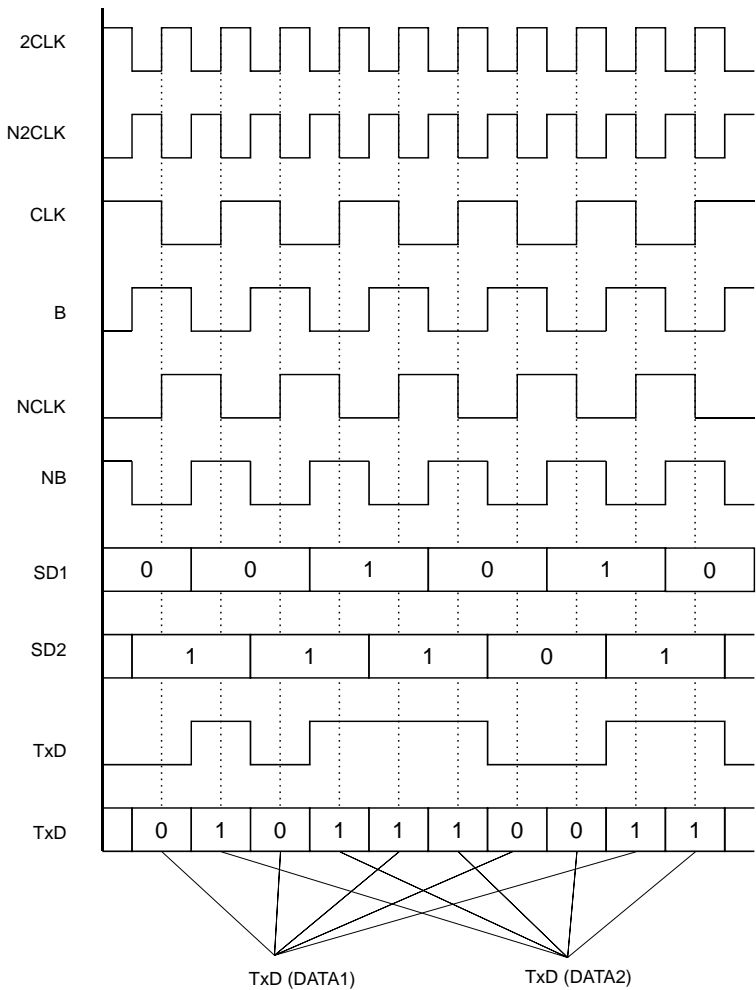 2CLK
N2CLK
CLK
B
NCLK
NB
SD1 0 0 1 0 1 0
SD2 1 1 1 0 1
TxD
TxD 0 1 0 1 1 1 0 0 1 1
TxD (DATA1) TxD (DATA2)